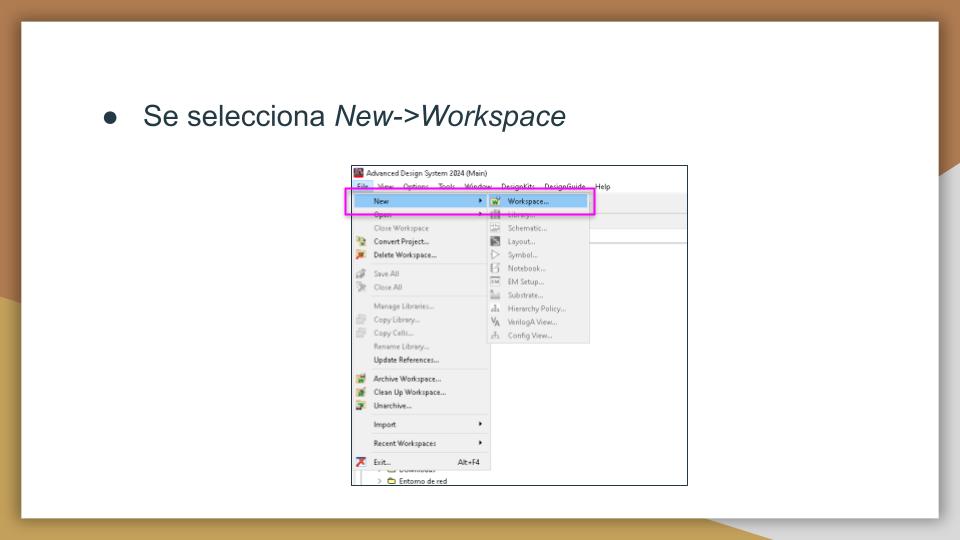 ● Se selecciona New->Workspace
Advanced Design System 2024 (Main)
File View Options Tools Window DesignKits DesignGuide Help
New
Open
Close Workspace
Convert Project...
Delete Workspace...
Save All
Close All
Manage Libraries...
Copy Library...
Copy Cells...
Rename Library...
Update References...
Archive Workspace...
Clean Up Workspace...
Unarchive...
Import
Recent Workspaces
Exit... Alt+F4
Workspace...
Library...
Schematic...
Layout...
Symbol...
Notebook...
EM Setup...
Substrate...
Hierarchy Policy...
VerilogA View...
Config View...
Entorno de red